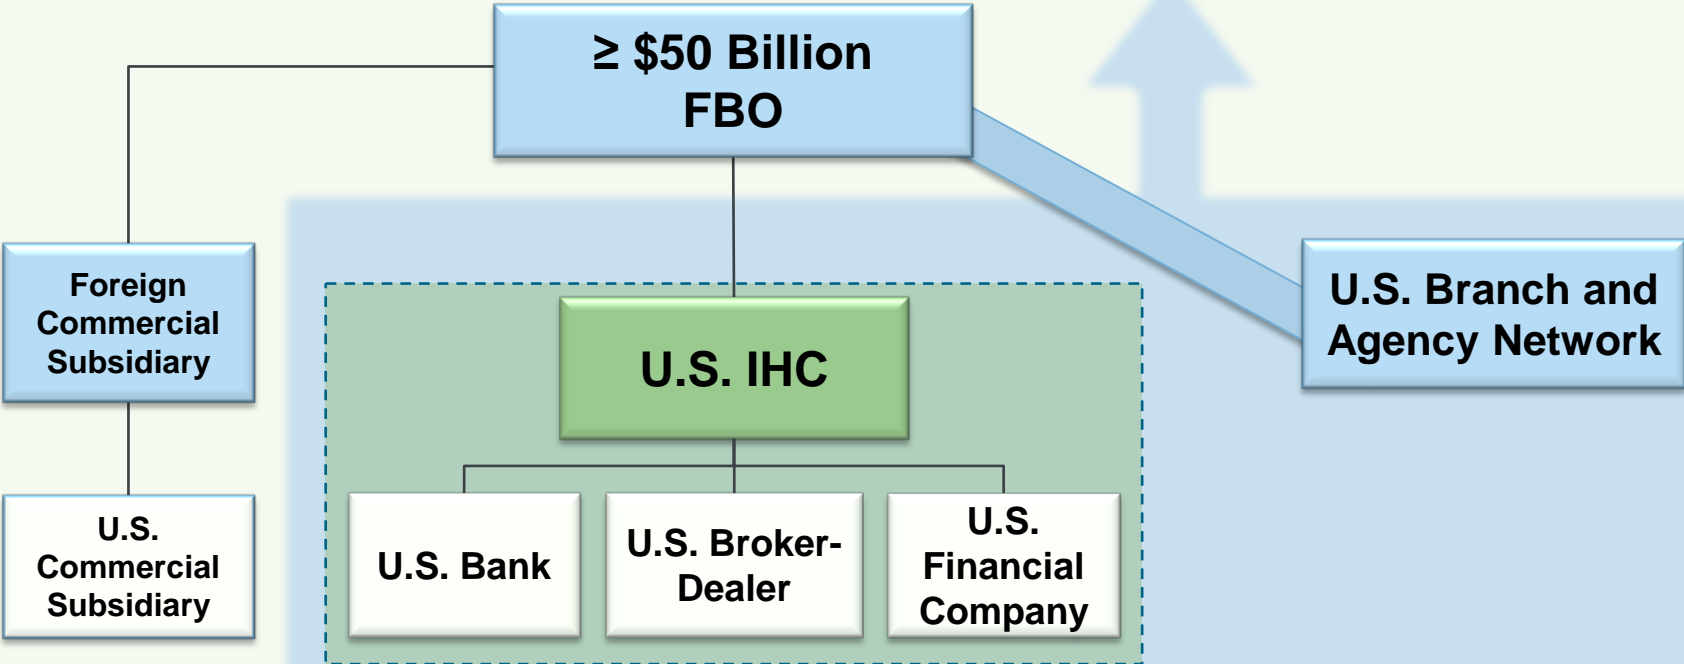 ≥ $50 Billion
FBO
Foreign
Commercial
Subsidiary
U.S. Branch and
Agency Network
U.S. IHC
U.S.
Commercial
Subsidiary
U.S. Bank
U.S. Broker-
Dealer
U.S.
Financial
Company